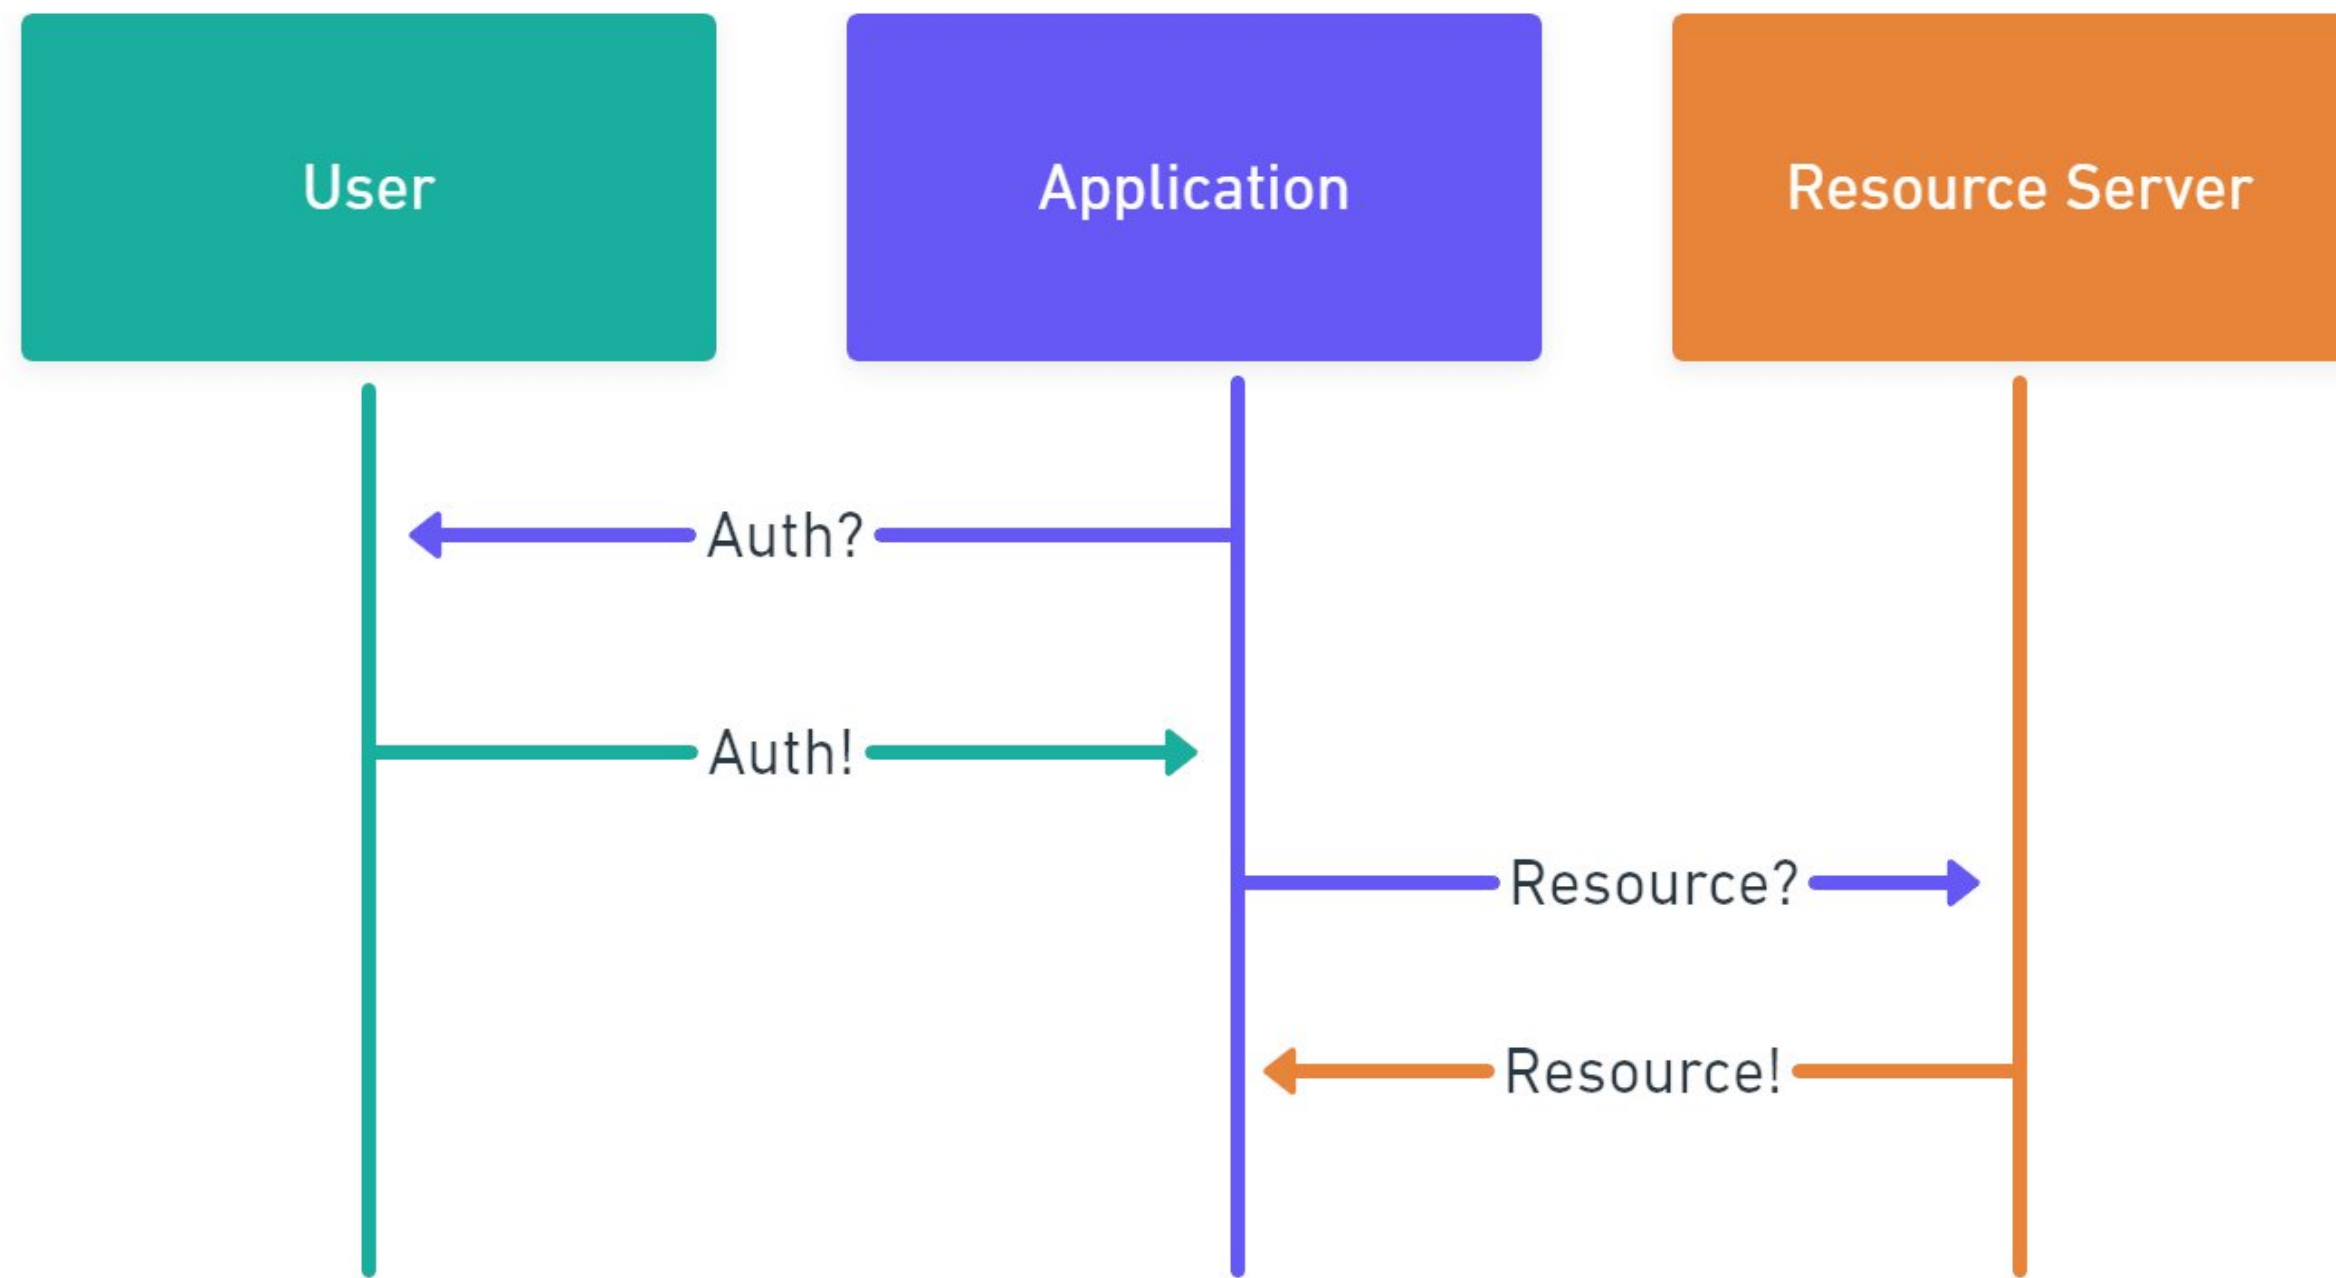 User
Application
Resource Server
Auth?
Auth!
Resource?
Resource!